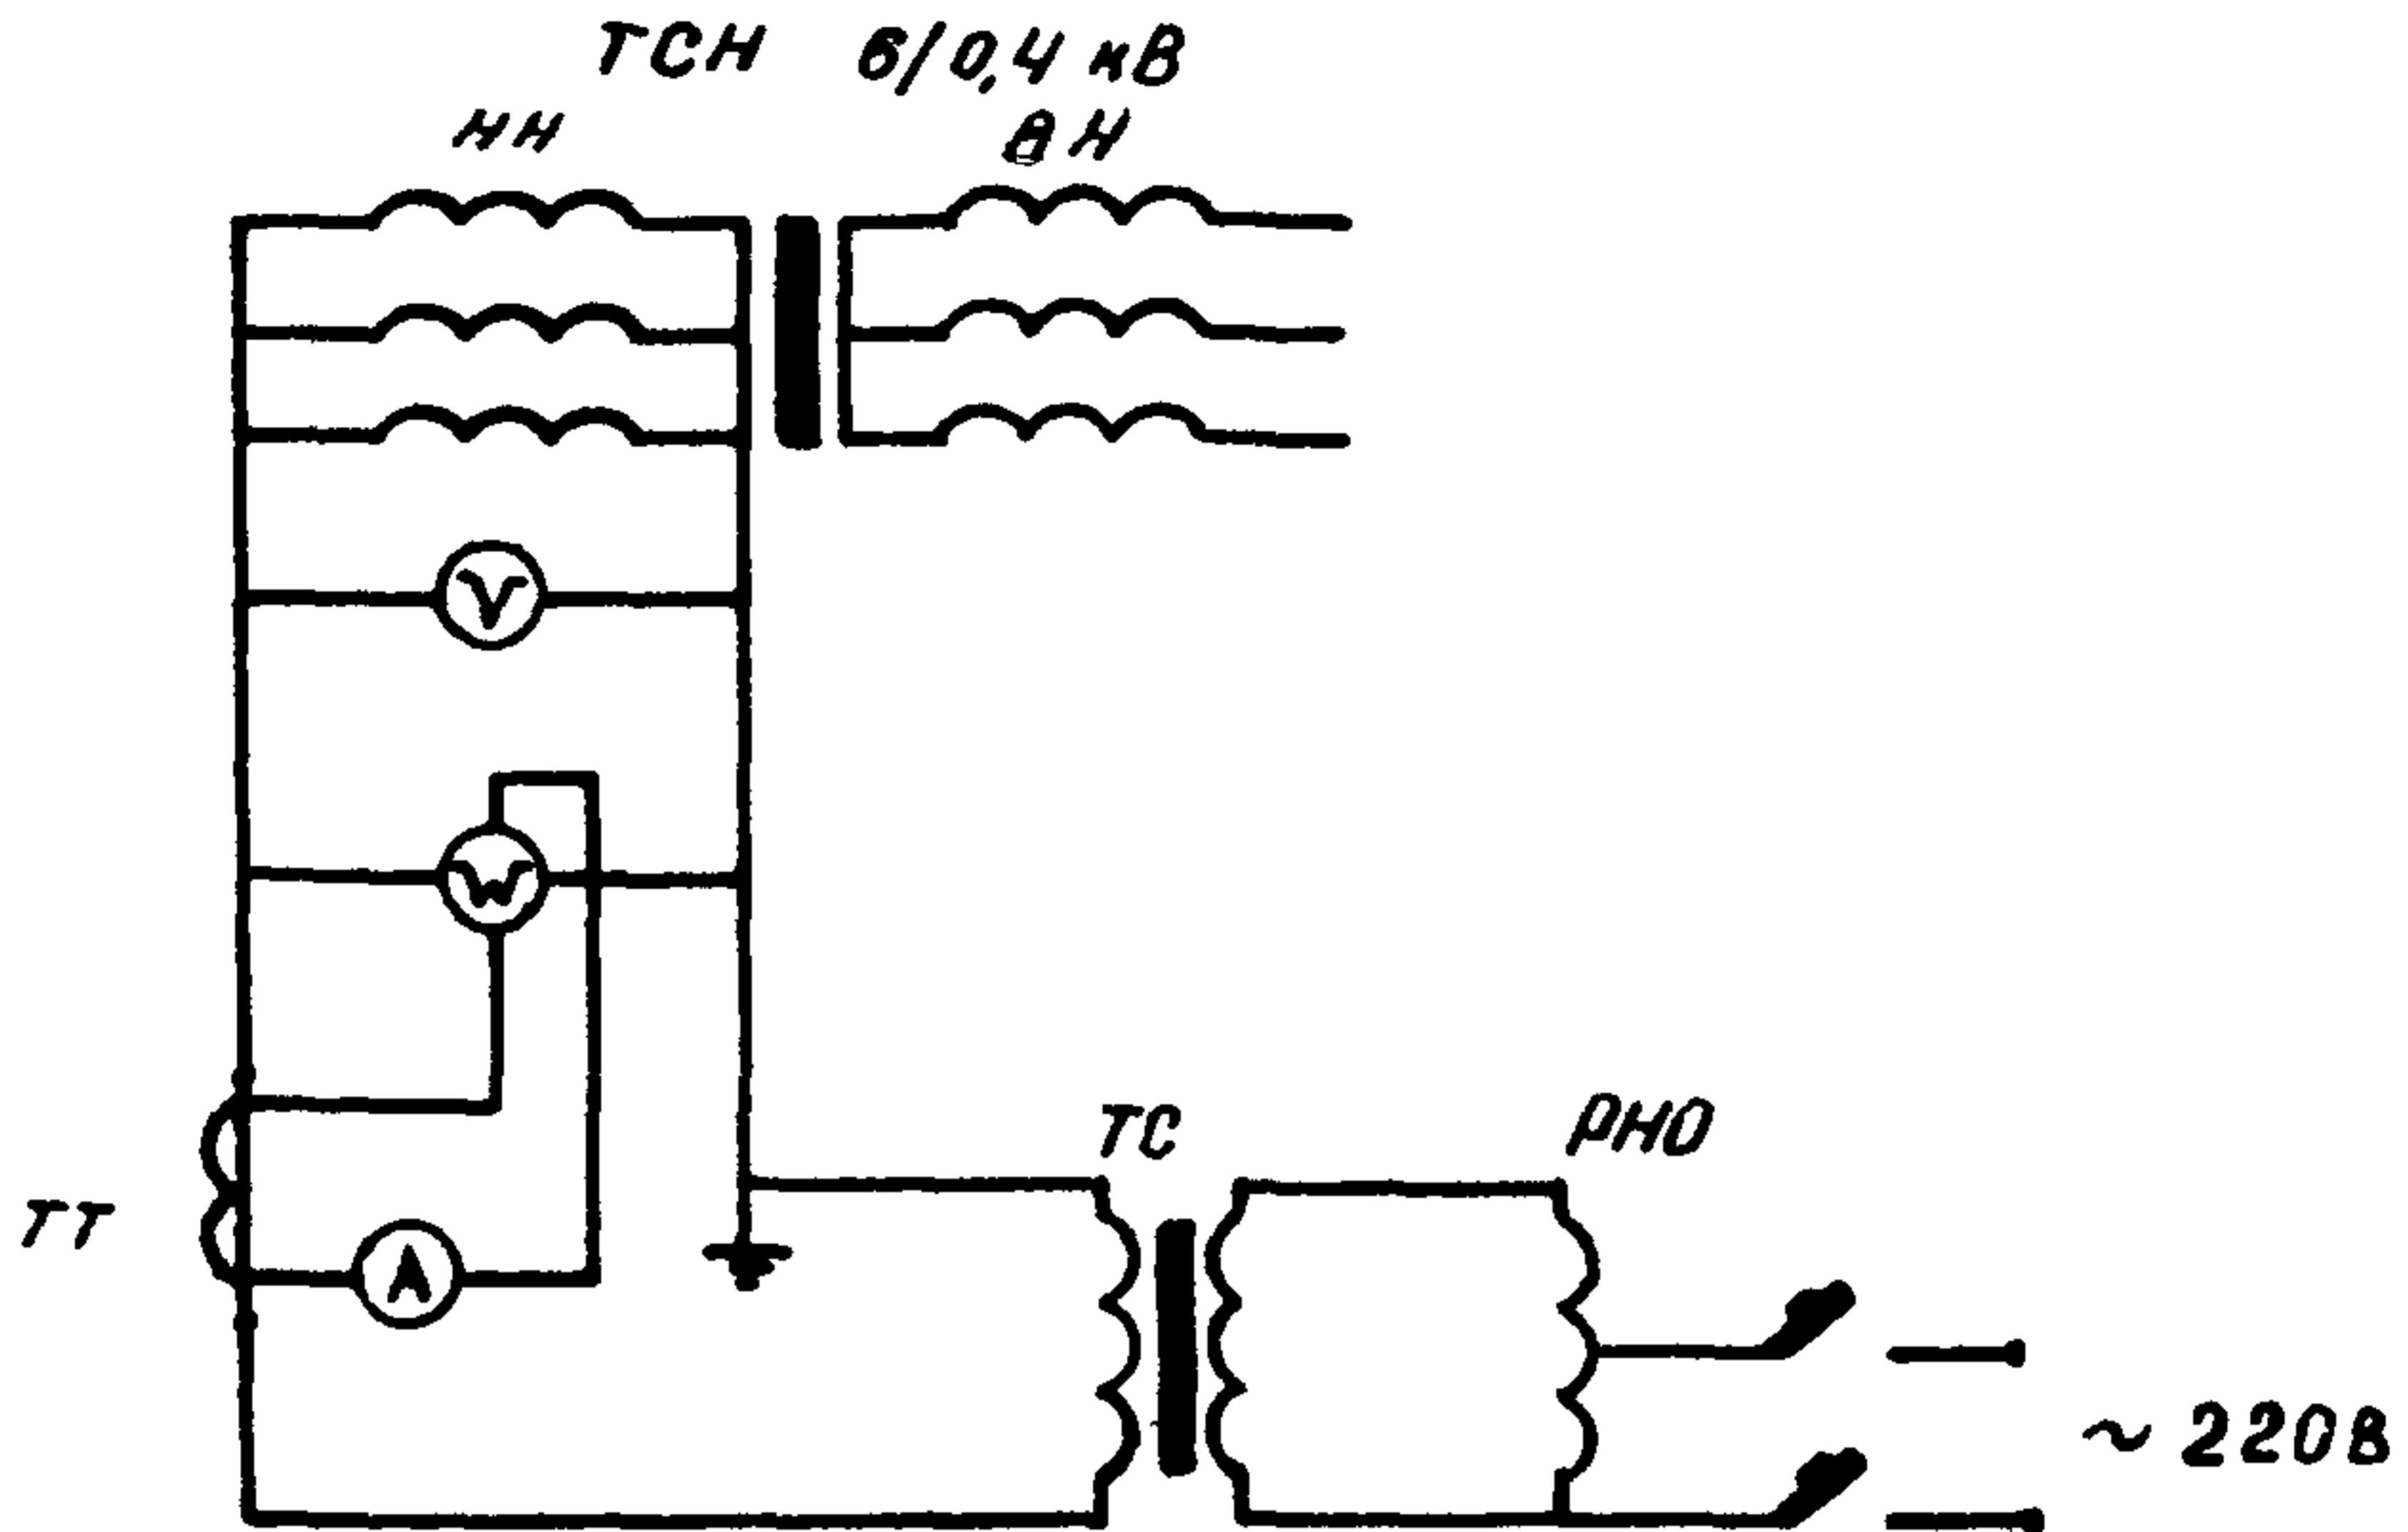 ТСН 6/0,4 кВ
НН ВН
V
W
ТС РНО
ТТ
A
~ 220В